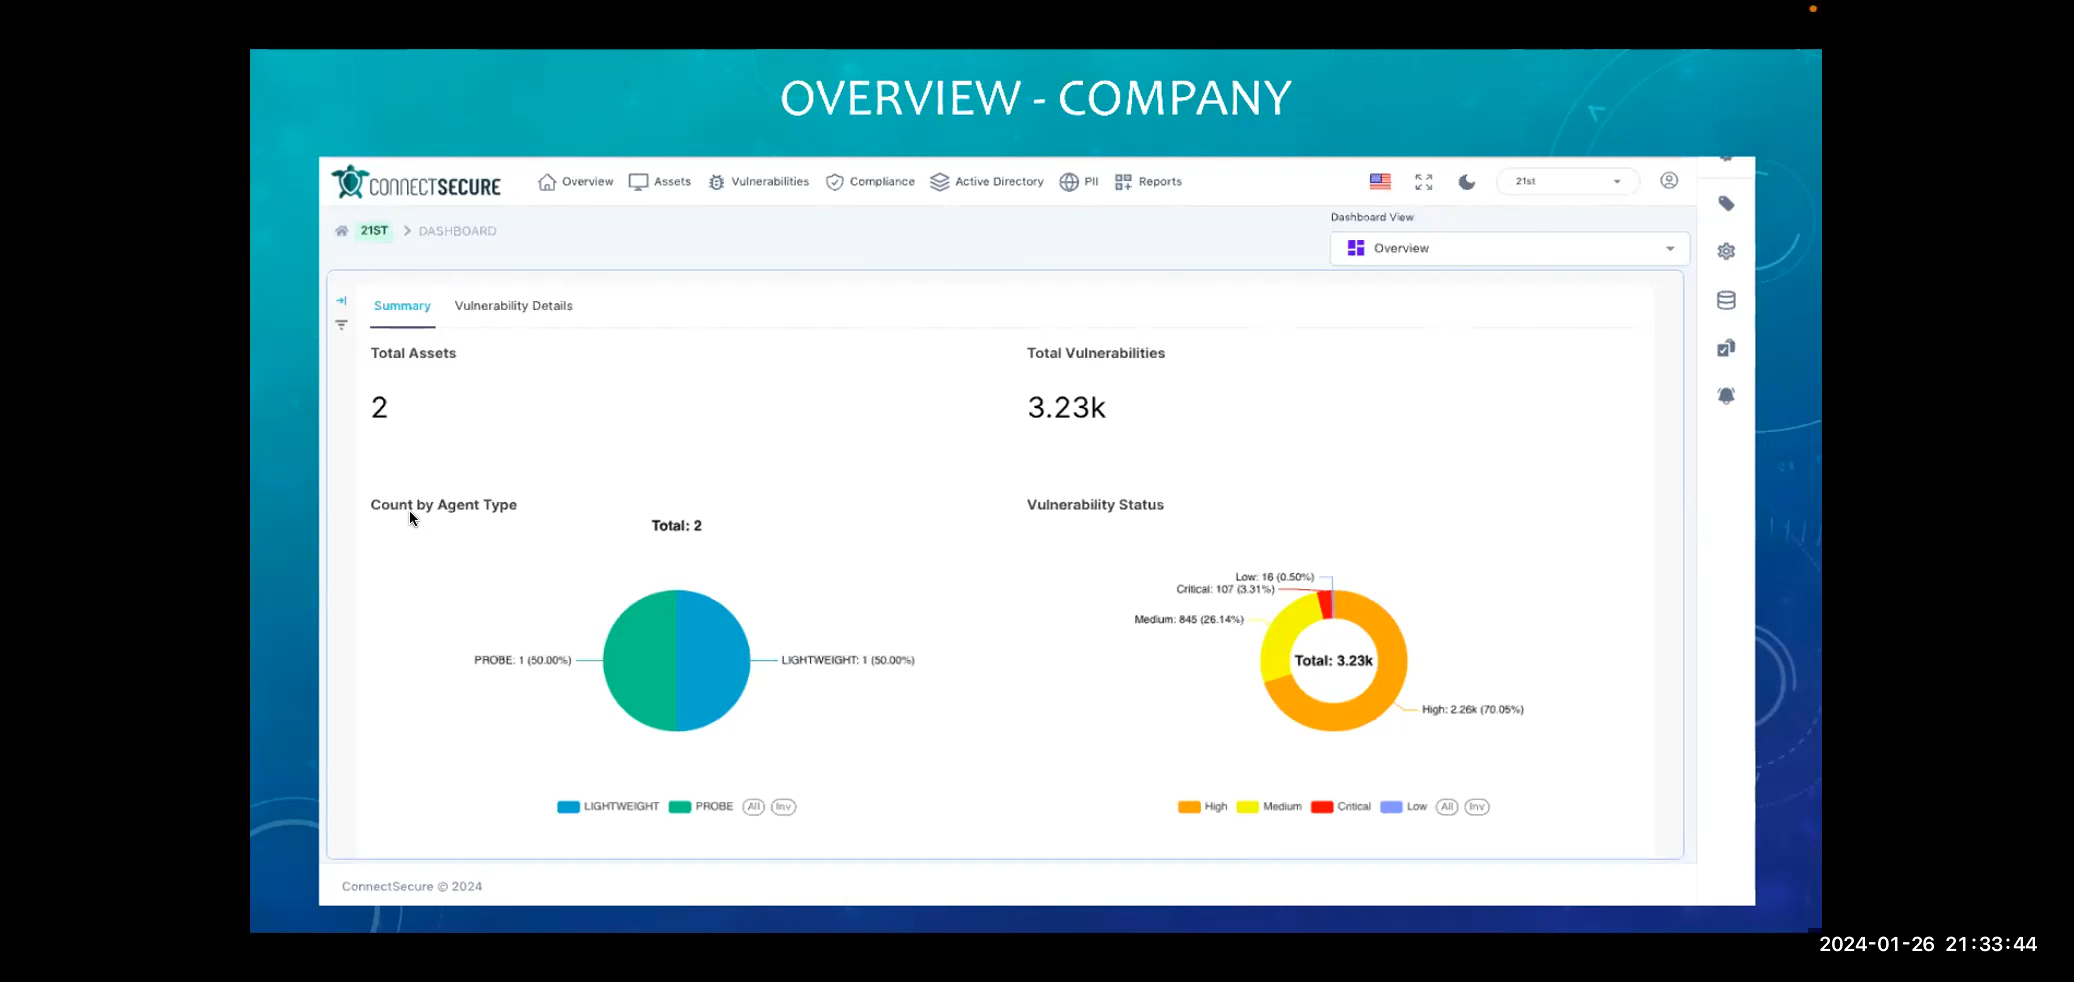 OVERVIEW - COMPANY
CONNECTSECURE
Overview Assets Vulnerabilities Compliance Active Directory PII Reports
21st
21ST > DASHBOARD
Dashboard View
Overview
Summary Vulnerability Details
Total Assets
2
Total Vulnerabilities
3.23k
Count by Agent Type
Total: 2
PROBE: 1 (50.00%)
LIGHTWEIGHT: 1 (50.00%)
LIGHTWEIGHT PROBE All Inv
Vulnerability Status
Low: 16 (0.50%)
Critical: 107 (3.31%)
Medium: 845 (26.14%)
Total: 3.23k
High: 2.26k (70.05%)
High Medium Critical Low All Inv
ConnectSecure © 2024
2024-01-26 21:33:44